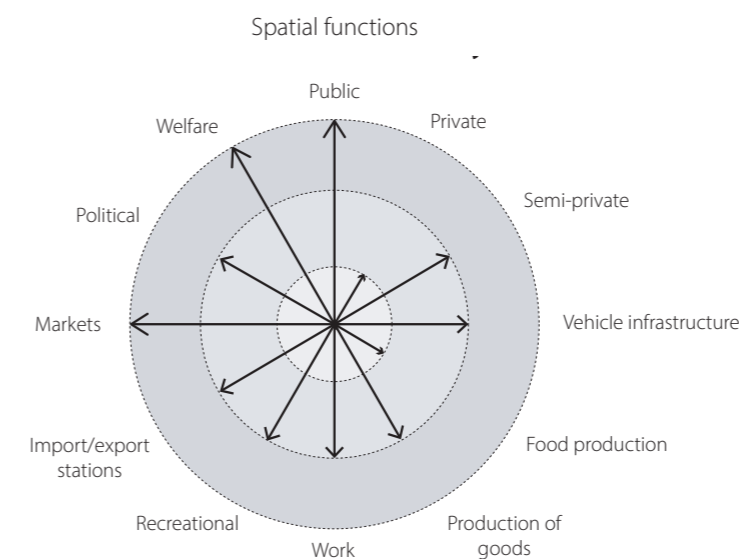 Spatial functions
Public
Private
Semi-private
Vehicle infrastructure
Food production
Production of
goods
Work
Recreational
Import/export
stations
Markets
Political
Welfare